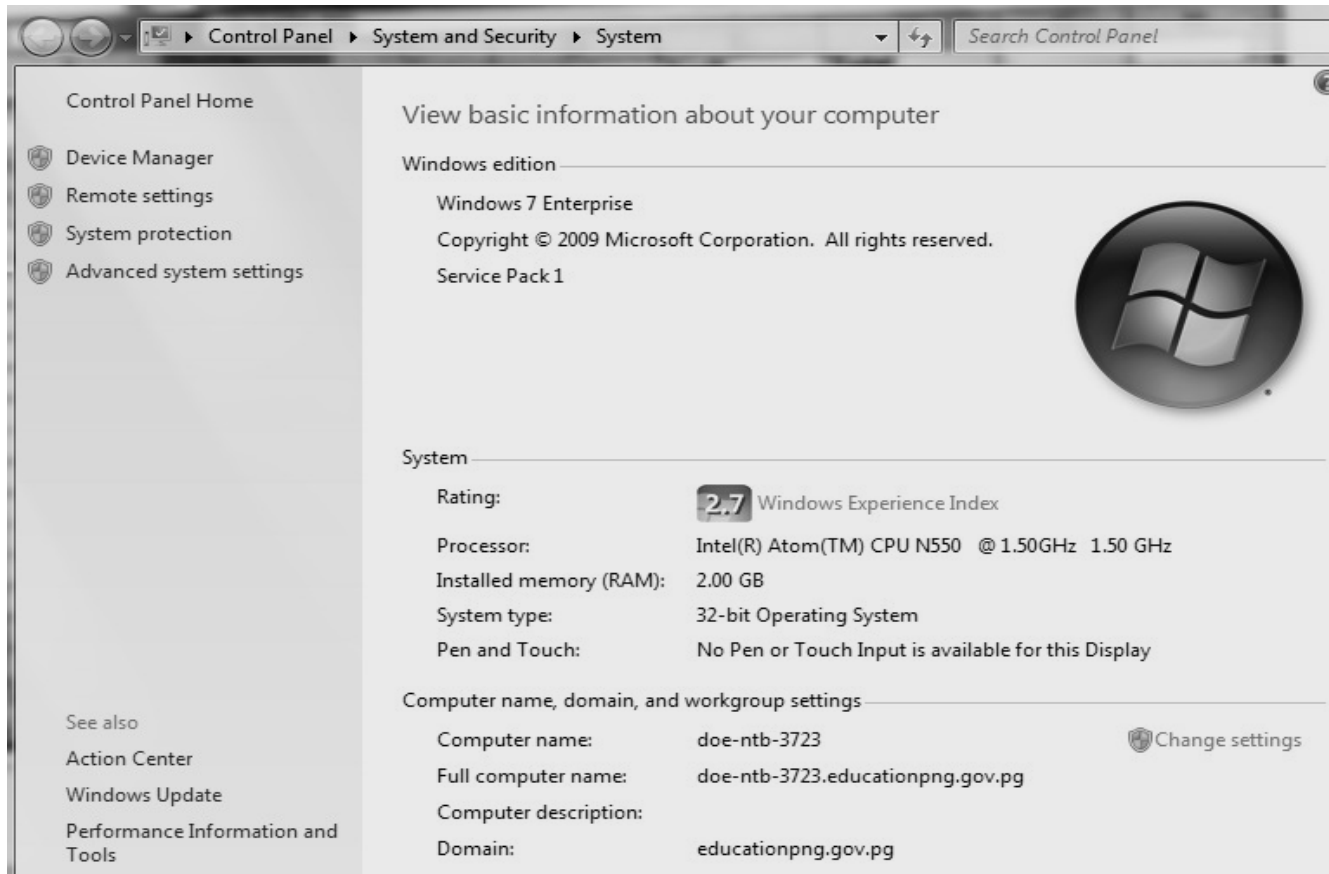 Control Panel ▸ System and Security ▸ System
Search Control Panel
Control Panel Home
Device Manager
Remote settings
System protection
Advanced system settings
See also
Action Center
Windows Update
Performance Information and
Tools
View basic information about your computer
Windows edition
Windows 7 Enterprise
Copyright © 2009 Microsoft Corporation. All rights reserved.
Service Pack 1
System
Rating: 2.7 Windows Experience Index
Processor: Intel(R) Atom(TM) CPU N550 @ 1.50GHz 1.50 GHz
Installed memory (RAM): 2.00 GB
System type: 32-bit Operating System
Pen and Touch: No Pen or Touch Input is available for this Display
Computer name, domain, and workgroup settings
Computer name: doe-ntb-3723 Change settings
Full computer name: doe-ntb-3723.educationpng.gov.pg
Computer description:
Domain: educationpng.gov.pg